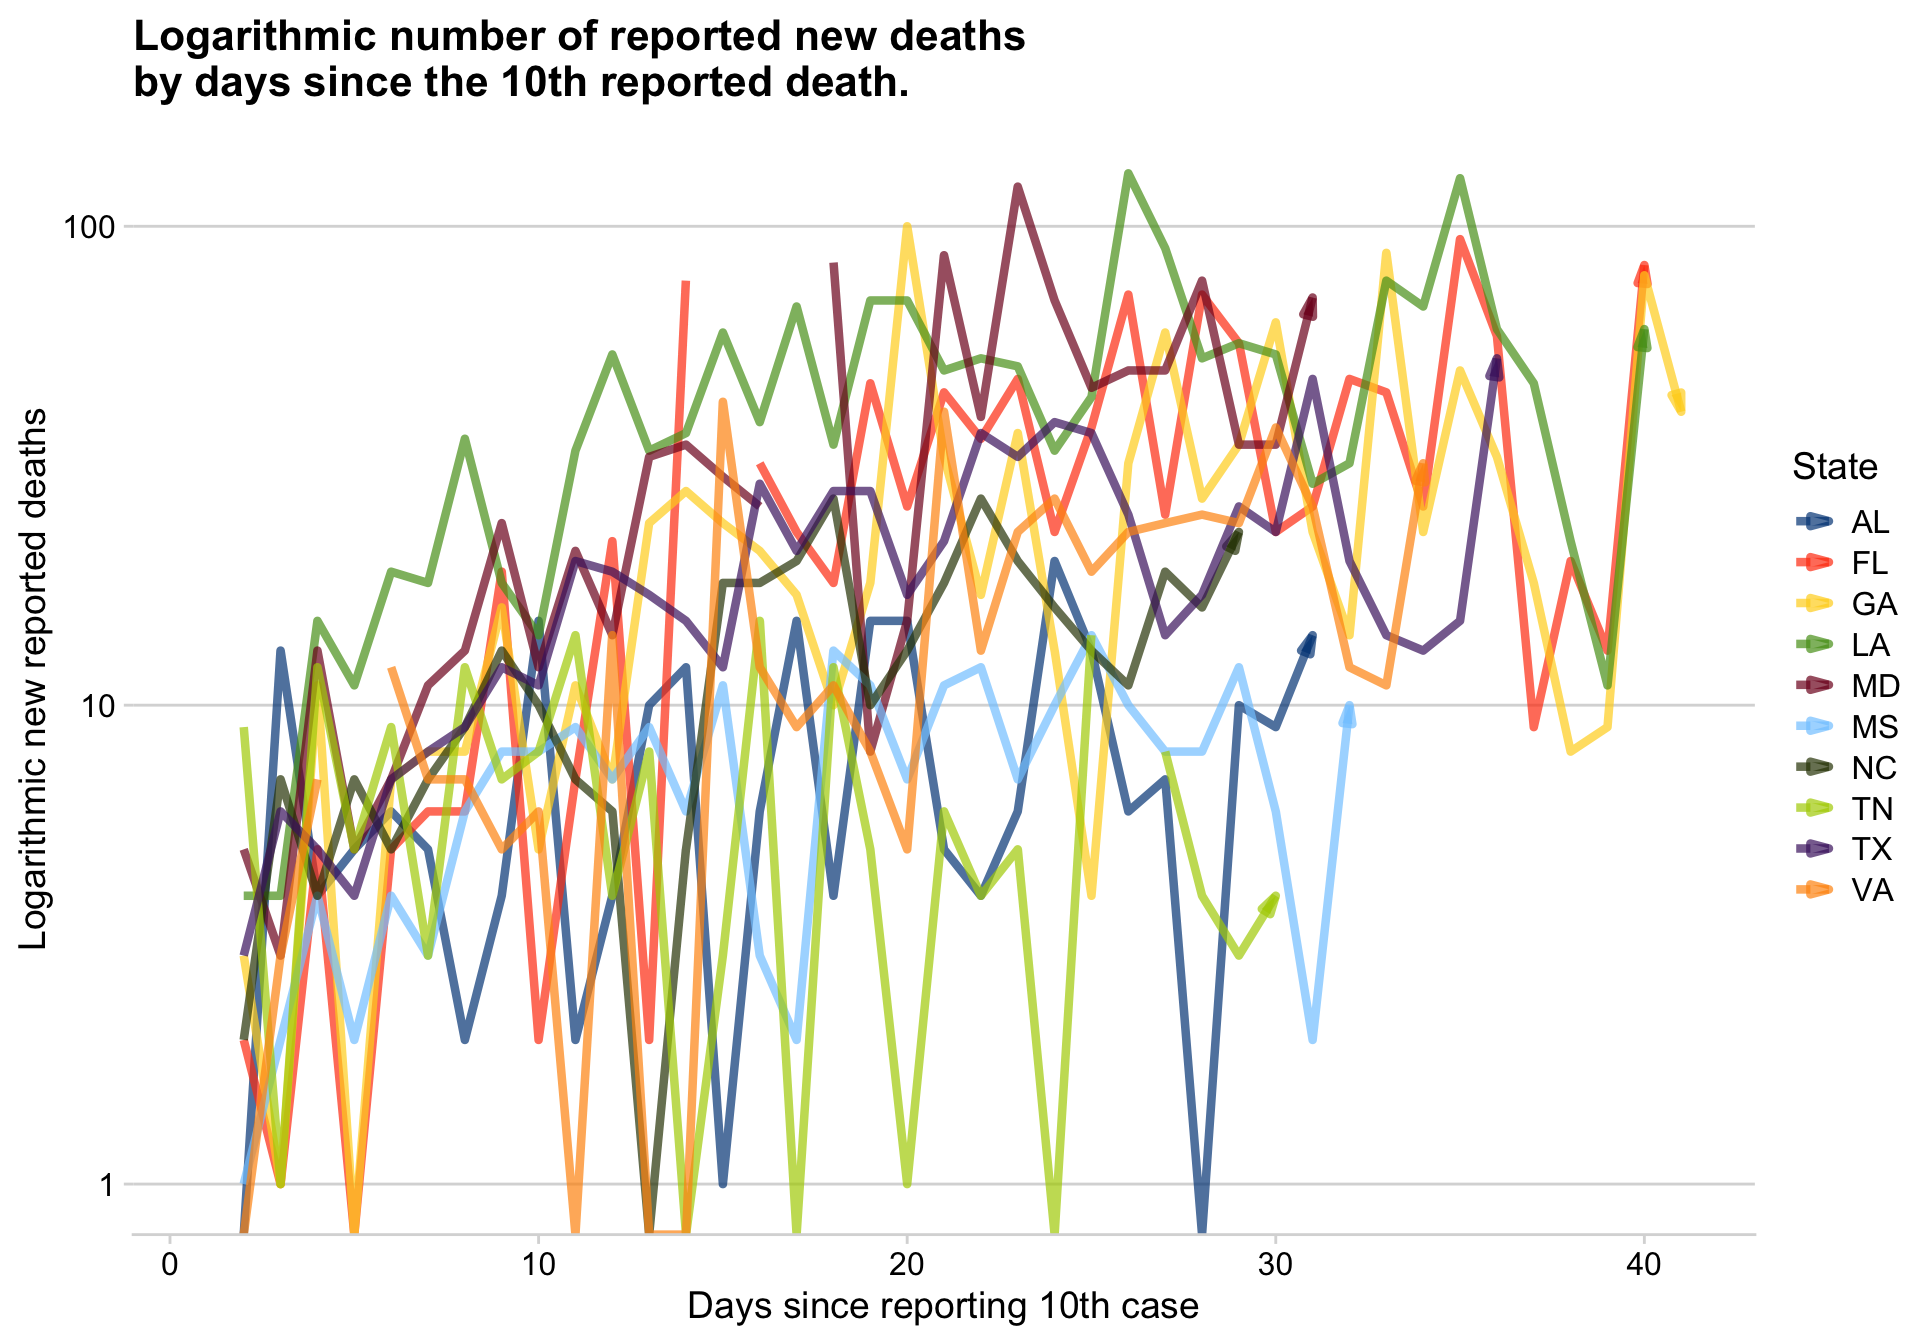 Logarithmic number of reported new deaths
by days since the 10th reported death.
Logarithmic new reported deaths
100
10
1
0
10
20
30
40
Days since reporting 10th case
State
AL
FL
GA
LA
MD
MS
NC
TN
TX
VA